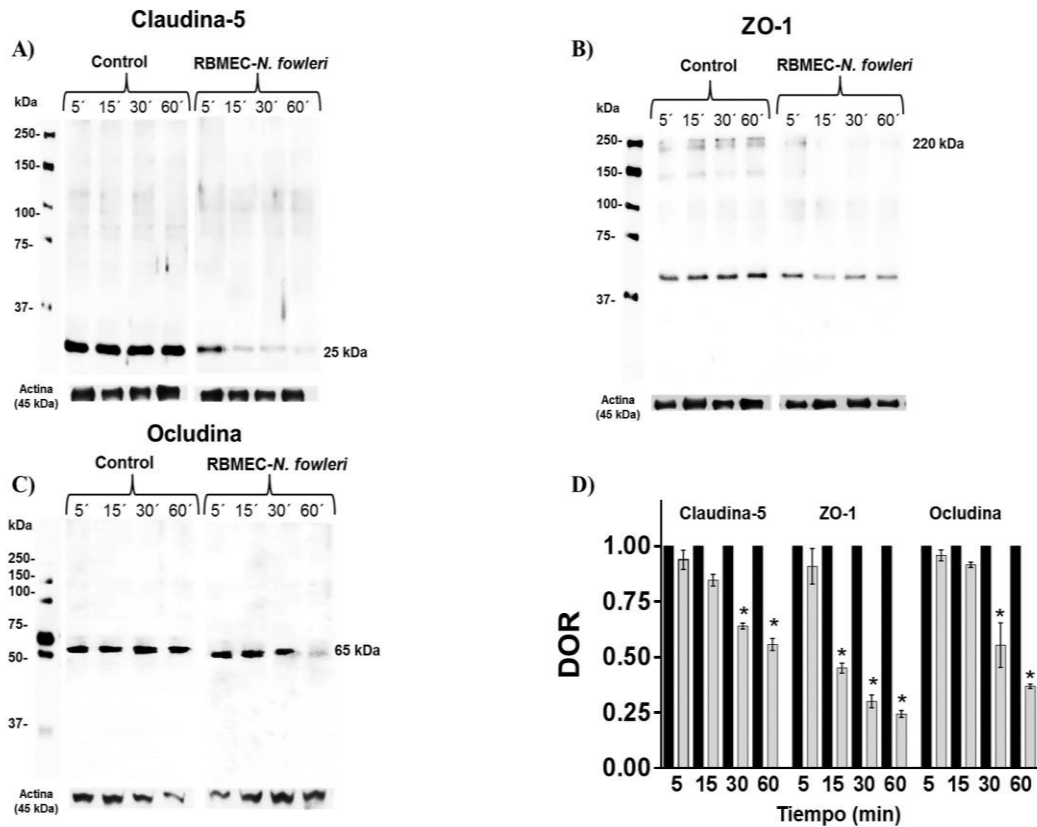 Claudina-5
A)
Control RBMEC-N. fowleri
kDa 5´ 15´ 30´ 60´ 5´ 15´ 30´ 60´
250-
150-
100-
75-
37-
25 kDa
Actina
(45 kDa)
ZO-1
B)
Control RBMEC-N. fowleri
kDa 5´ 15´ 30´ 60´ 5´ 15´ 30´ 60´
250- 220 kDa
150-
100-
75-
37-
Actina
(45 kDa)
Ocludina
C)
Control RBMEC-N. fowleri
kDa 5´ 15´ 30´ 60´ 5´ 15´ 30´ 60´
250-
150-
100-
75-
65 kDa
50-
37-
Actina
(45 kDa)
D)
Claudina-5 ZO-1 Ocludina
1.00
0.75
0.50
0.25
0.00
DOR
* * * * * * *
5 15 30 60 5 15 30 60 5 15 30 60
Tiempo (min)